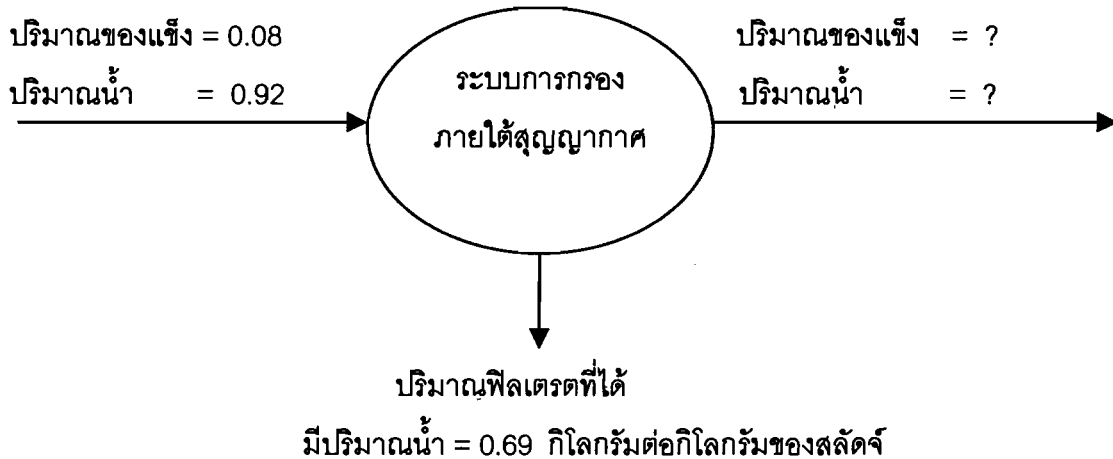 ปริมาณของแข็ง = 0.08
ปริมาณน้ำ = 0.92
ระบบการกรอง
ภายใต้สุญญากาศ
ปริมาณของแข็ง = ?
ปริมาณน้ำ = ?
ปริมาณฟิลเตรตที่ได้
มีปริมาณน้ำ = 0.69 กิโลกรัมต่อกิโลกรัมของสลัดจ์